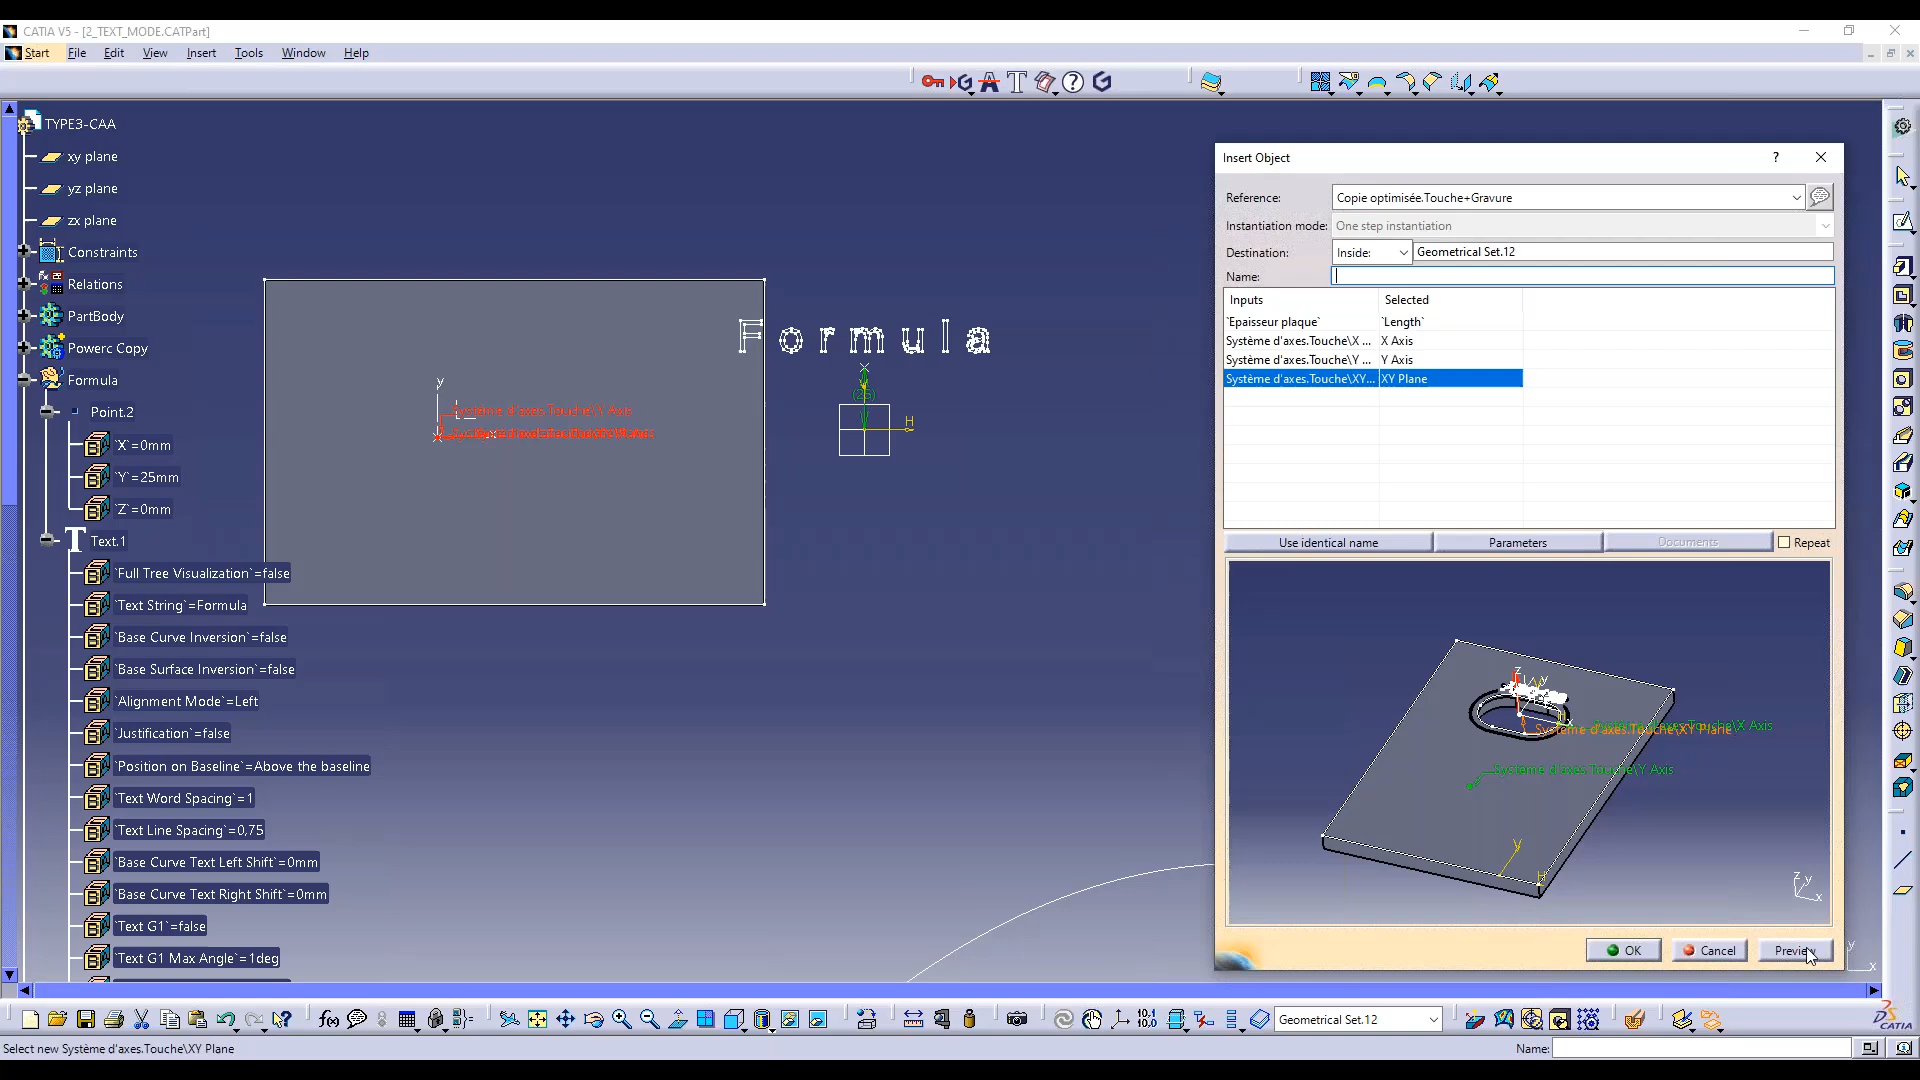 CATIA V5 - [2_TEXT_MODE.CATPart]
Start File Edit View Insert Tools Window Help
TYPE3-CAA
xy plane
yz plane
zx plane
Constraints
Relations
PartBody
Powerc Copy
Formula
Point.2
`X`=0mm
`Y`=25mm
`Z`=0mm
Text.1
`Full Tree Visualization`=false
`Text String`=Formula
`Base Curve Inversion`=false
`Base Surface Inversion`=false
`Alignment Mode`=Left
`Justification`=false
`Position on Baseline`=Above the baseline
`Text Word Spacing`=1
`Text Line Spacing`=0,75
`Base Curve Text Left Shift`=0mm
`Base Curve Text Right Shift`=0mm
`Text G1`=false
`Text G1 Max Angle`=1deg
y
Système d'axes.Touche\Y Axis
Formula
H
Insert Object
?
Reference: Copie optimisée.Touche+Gravure
Instantiation mode: One step instantiation
Destination: Inside: Geometrical Set.12
Name:
Inputs Selected
`Epaisseur plaque` `Length`
Système d'axes.Touche\X ... X Axis
Système d'axes.Touche\Y ... Y Axis
Système d'axes.Touche\XY... XY Plane
Use identical name Parameters Documents Repeat
z
y
x
Système d'axes.Touche\X Axis
Système d'axes.Touche\XY Plane
Système d'axes.Touche\Y Axis
y
H
z y
x
OK Cancel Preview
y
x
Geometrical Set.12
CATIA
Select new Système d'axes.Touche\XY Plane
Name: